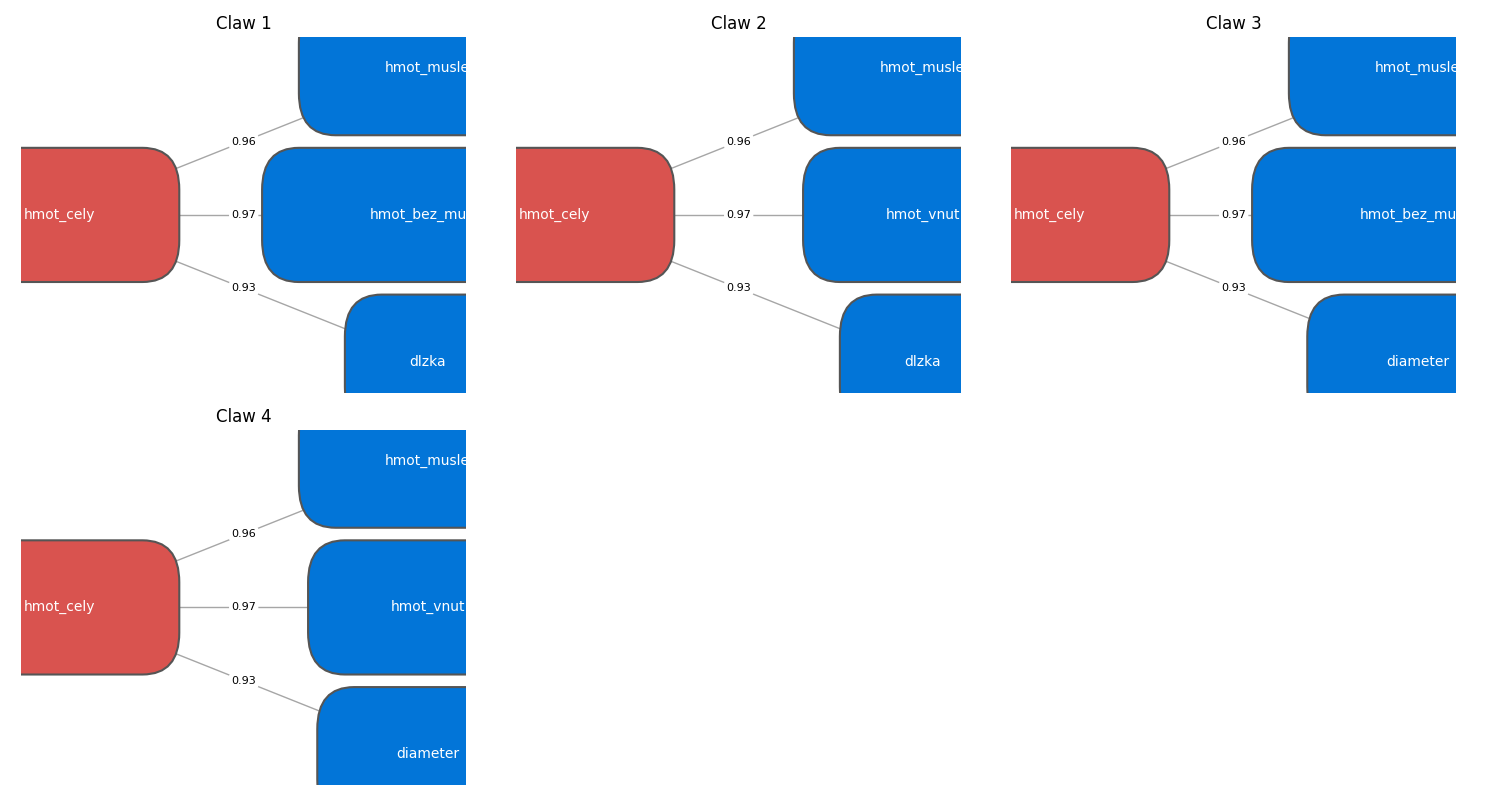 Claw 1
hmot_musle
0.96
hmot_cely
0.97
hmot_bez_mu
0.93
dlzka
Claw 2
hmot_musle
0.96
hmot_cely
0.97
hmot_vnut
0.93
dlzka
Claw 3
hmot_musle
0.96
hmot_cely
0.97
hmot_bez_mu
0.93
diameter
Claw 4
hmot_musle
0.96
hmot_cely
0.97
hmot_vnut
0.93
diameter